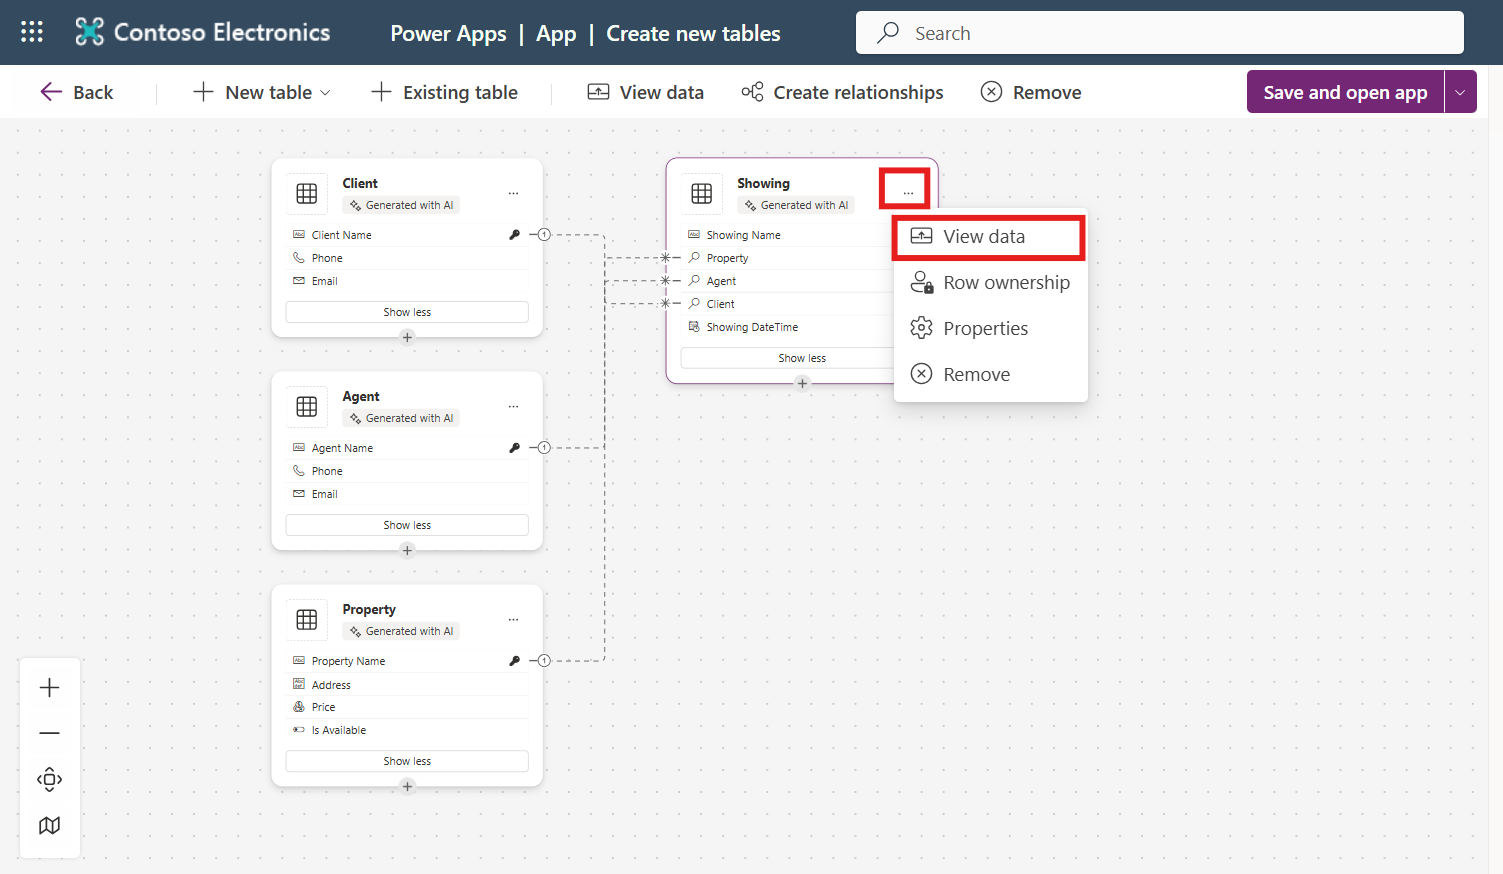 Contoso Electronics
Power Apps | App | Create new tables
Search
Back
New table
Existing table
View data
Create relationships
Remove
Save and open app
Client
...
Generated with AI
Client Name
1
Phone
Email
Show less
Agent
...
Generated with AI
Agent Name
1
Phone
Email
Show less
Property
...
Generated with AI
Property Name
1
Address
Price
Is Available
Show less
Showing
...
Generated with AI
Showing Name
Property
Agent
Client
Showing DateTime
Show less
View data
Row ownership
Properties
Remove